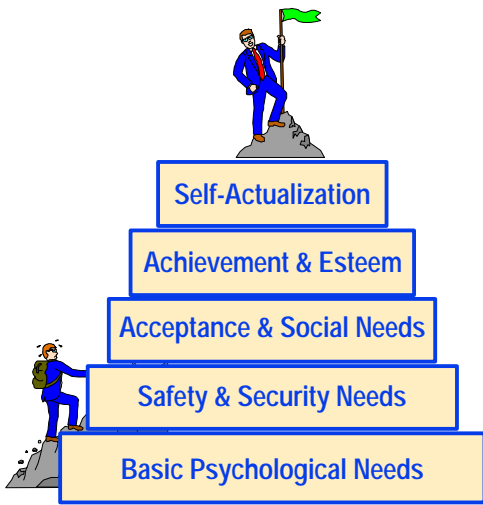 Self-Actualization
Achievement & Esteem
Acceptance & Social Needs
Safety & Security Needs
Basic Psychological Needs